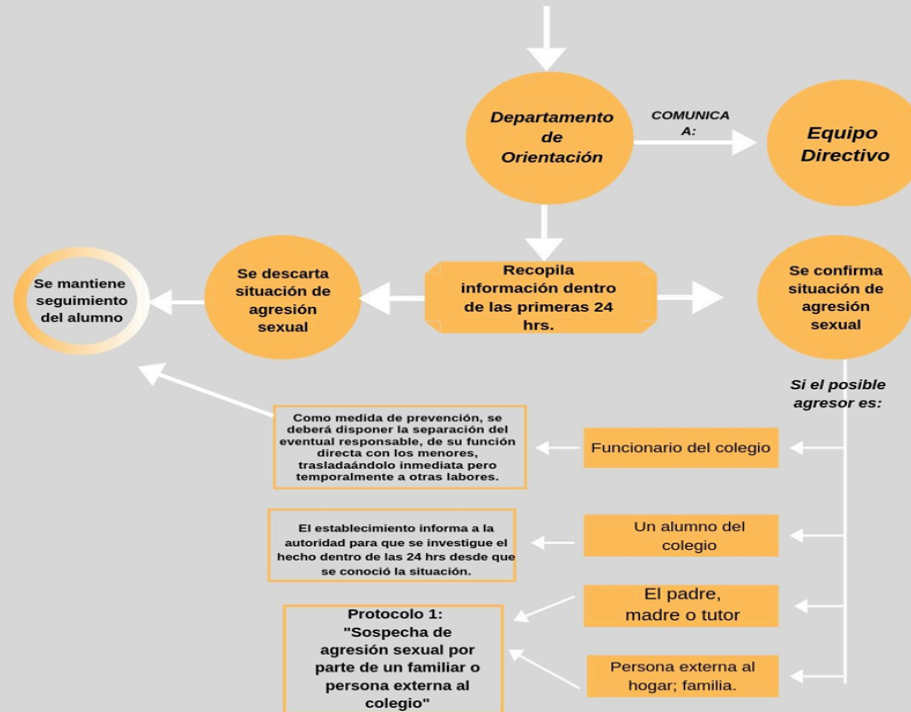 Departamento
de
Orientación
COMUNICA
A:
Equipo
Directivo
Se mantiene
seguimiento
del alumno
Se descarta
situación de
agresión
sexual
Recopila
información dentro
de las primeras 24
hrs.
Se confirma
situación de
agresión
sexual
Si el posible
agresor es:
Como medida de prevención, se
deberá disponer la separación del
eventual responsable, de su función
directa con los menores,
trasladaándolo inmediata pero
temporalmente a otras labores.
Funcionario del colegio
El establecimiento informa a la
autoridad para que se investigue el
hecho dentro de las 24 hrs desde que
se conoció la situación.
Un alumno del
colegio
El padre,
madre o tutor
Protocolo 1:
"Sospecha de
agresión sexual por
parte de un familiar o
persona externa al
colegio"
Persona externa al
hogar; familia.